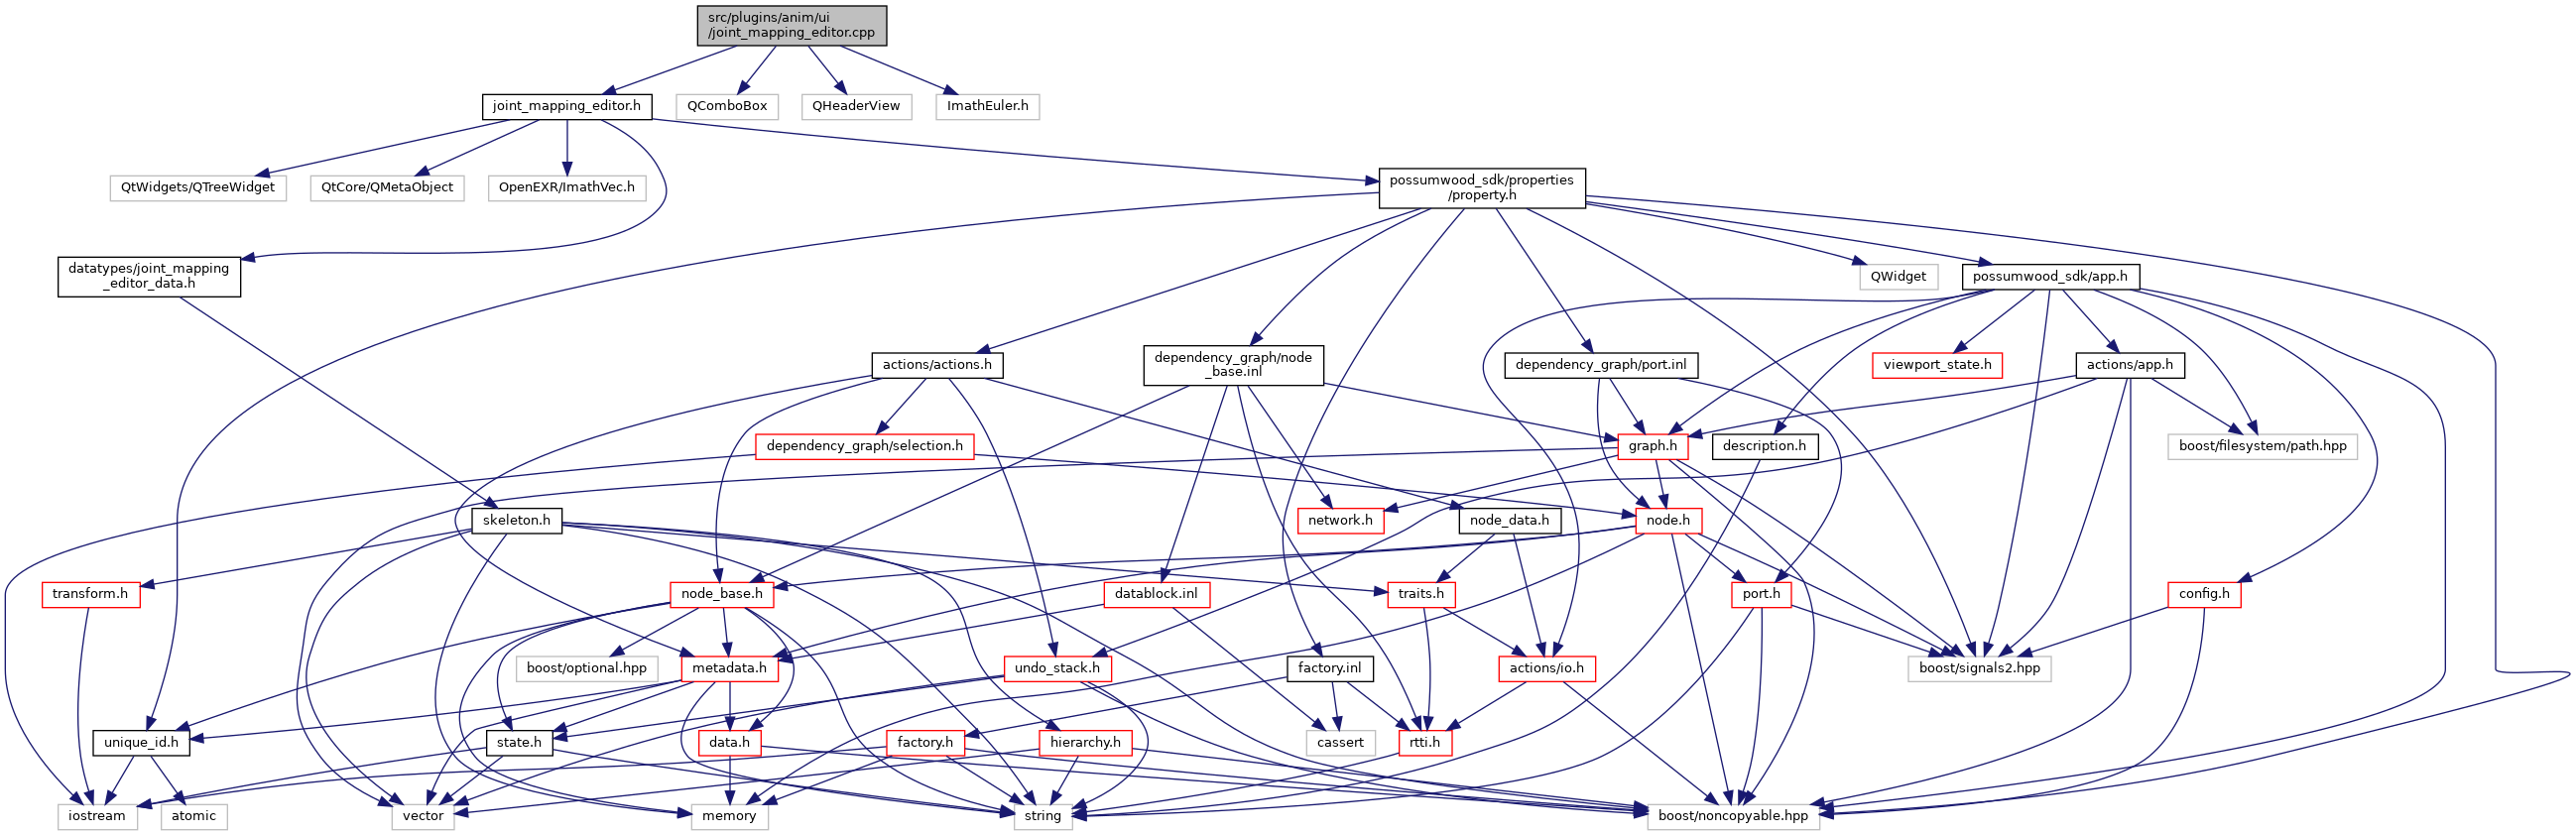 src/plugins/anim/ui
/joint_mapping_editor.cpp
joint_mapping_editor.h
QComboBox
QHeaderView
ImathEuler.h
QtWidgets/QTreeWidget
QtCore/QMetaObject
OpenEXR/ImathVec.h
possumwood_sdk/properties
/property.h
datatypes/joint_mapping
_editor_data.h
QWidget
possumwood_sdk/app.h
actions/actions.h
dependency_graph/node
_base.inl
dependency_graph/port.inl
viewport_state.h
actions/app.h
dependency_graph/selection.h
graph.h
description.h
boost/filesystem/path.hpp
skeleton.h
network.h
node_data.h
node.h
transform.h
node_base.h
datablock.inl
traits.h
port.h
config.h
boost/optional.hpp
metadata.h
undo_stack.h
factory.inl
actions/io.h
boost/signals2.hpp
unique_id.h
state.h
data.h
factory.h
hierarchy.h
cassert
rtti.h
iostream
atomic
vector
memory
string
boost/noncopyable.hpp